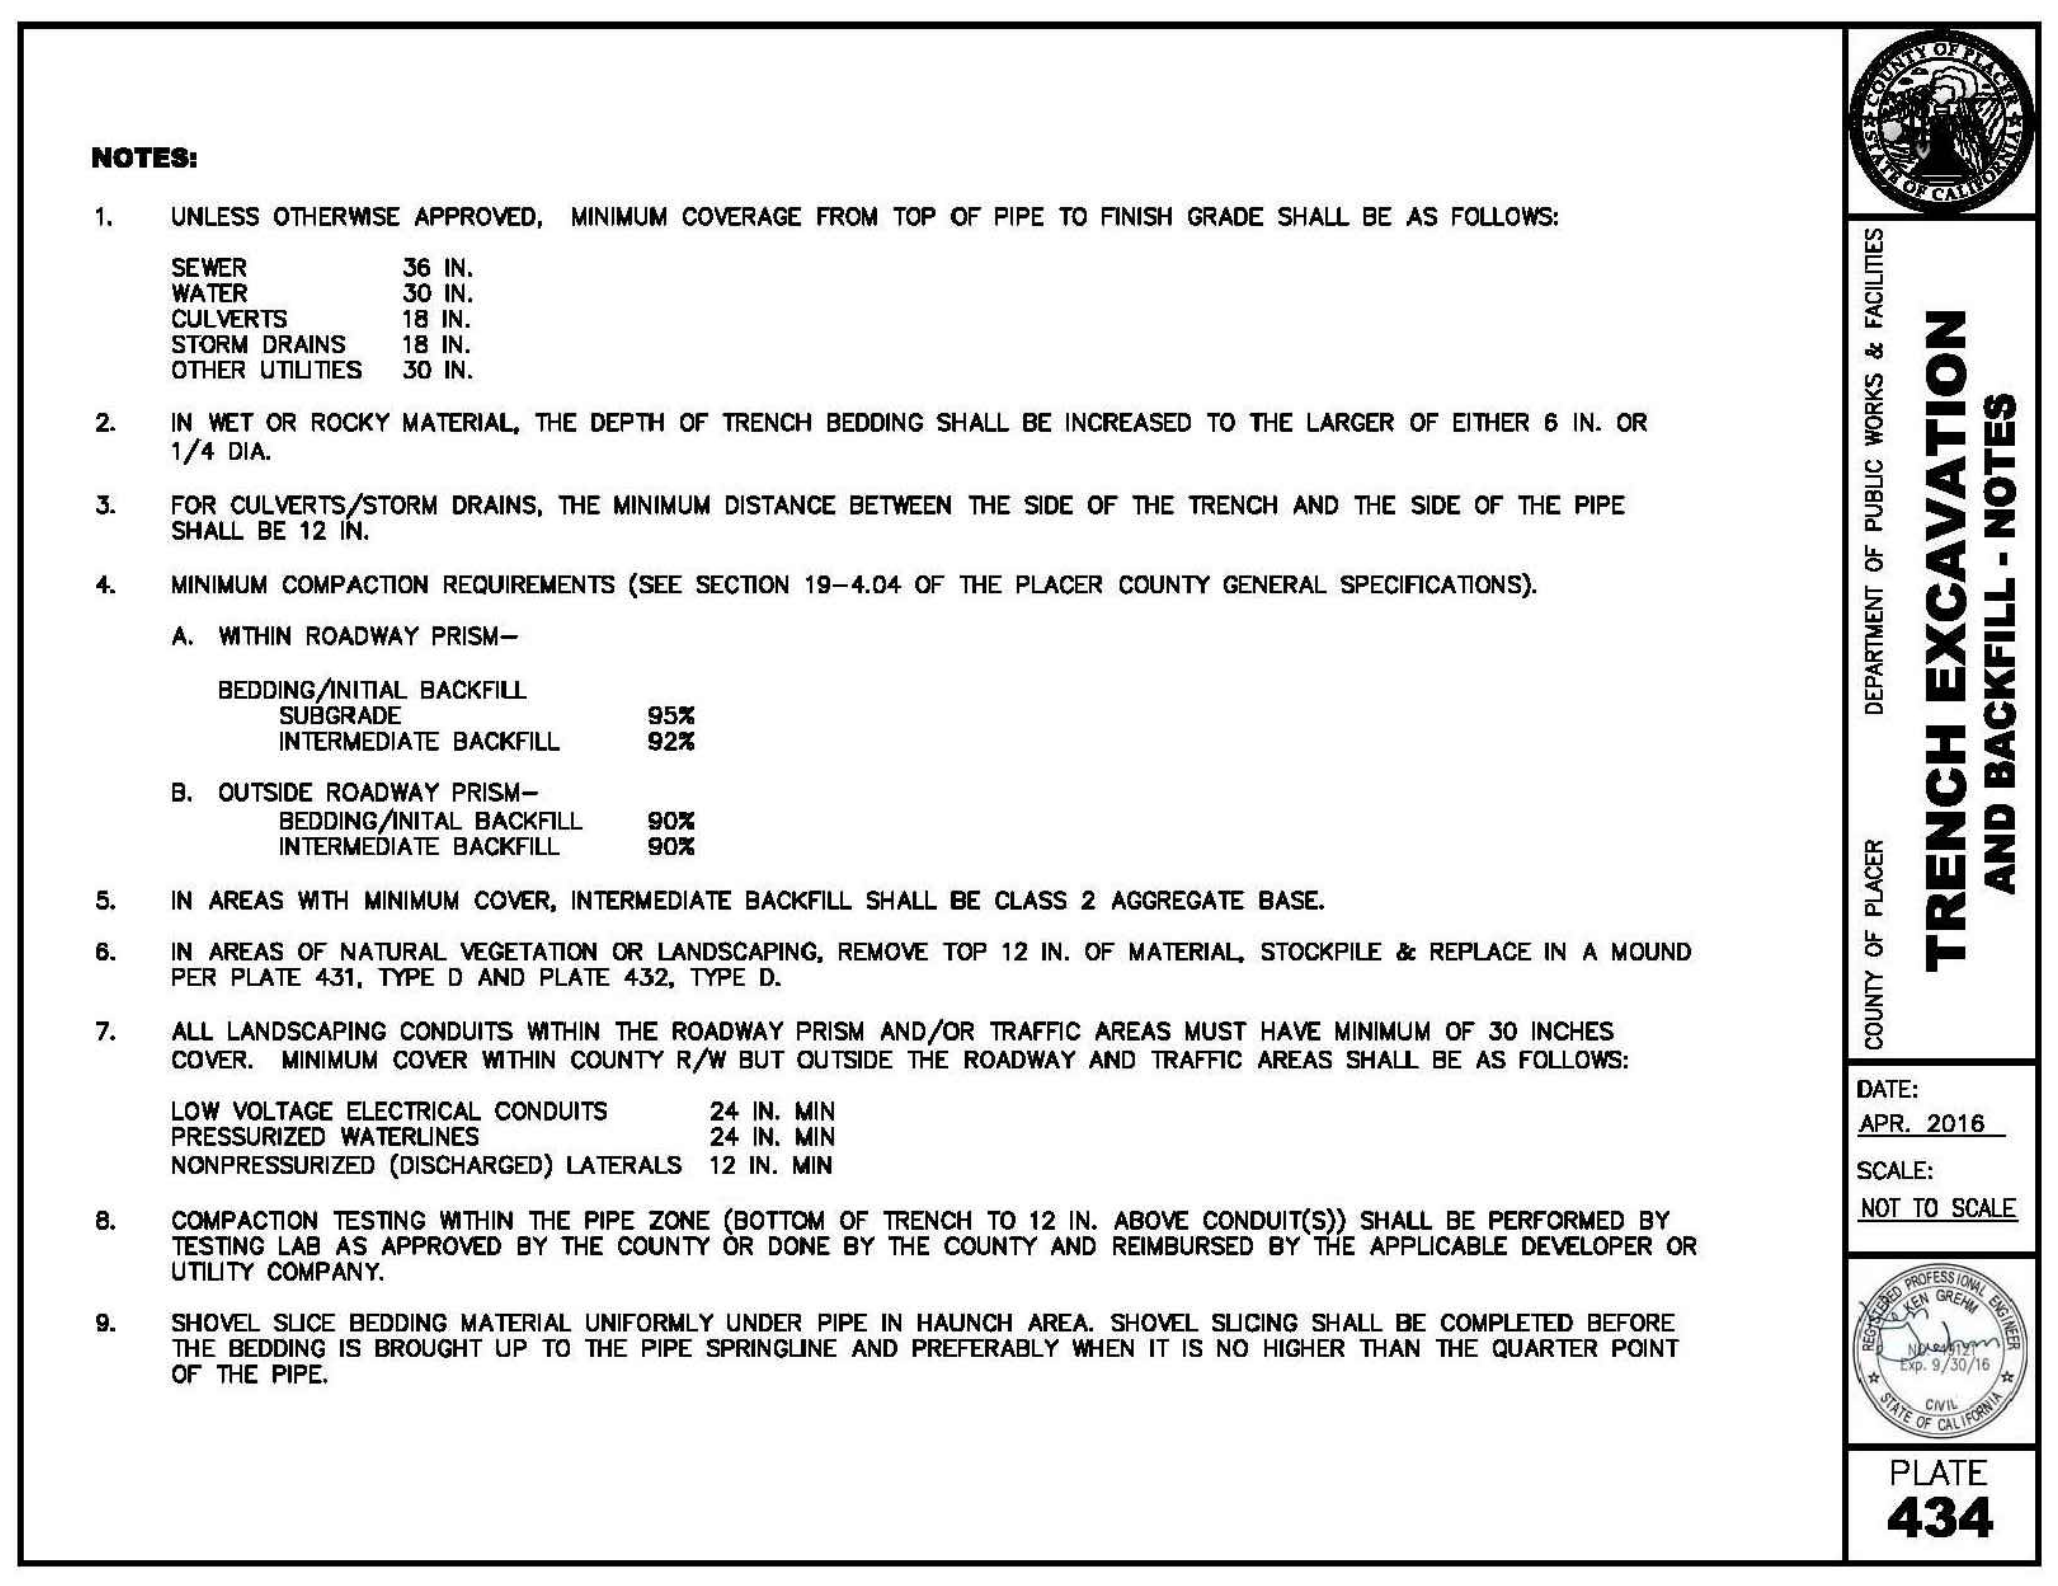 NOTES:
1. UNLESS OTHERWISE APPROVED, MINIMUM COVERAGE FROM TOP OF PIPE TO FINISH GRADE SHALL BE AS FOLLOWS:
SEWER 36 IN.
WATER 30 IN.
CULVERTS 18 IN.
STORM DRAINS 18 IN.
OTHER UTILITIES 30 IN.
2. IN WET OR ROCKY MATERIAL, THE DEPTH OF TRENCH BEDDING SHALL BE INCREASED TO THE LARGER OF EITHER 6 IN. OR
1/4 DIA.
3. FOR CULVERTS/STORM DRAINS, THE MINIMUM DISTANCE BETWEEN THE SIDE OF THE TRENCH AND THE SIDE OF THE PIPE
SHALL BE 12 IN.
4. MINIMUM COMPACTION REQUIREMENTS (SEE SECTION 19-4.04 OF THE PLACER COUNTY GENERAL SPECIFICATIONS).
A. WITHIN ROADWAY PRISM-
BEDDING/INITIAL BACKFILL
SUBGRADE 95%
INTERMEDIATE BACKFILL 92%
B. OUTSIDE ROADWAY PRISM-
BEDDING/INITAL BACKFILL 90%
INTERMEDIATE BACKFILL 90%
5. IN AREAS WITH MINIMUM COVER, INTERMEDIATE BACKFILL SHALL BE CLASS 2 AGGREGATE BASE.
6. IN AREAS OF NATURAL VEGETATION OR LANDSCAPING, REMOVE TOP 12 IN. OF MATERIAL, STOCKPILE & REPLACE IN A MOUND
PER PLATE 431, TYPE D AND PLATE 432, TYPE D.
7. ALL LANDSCAPING CONDUITS WITHIN THE ROADWAY PRISM AND/OR TRAFFIC AREAS MUST HAVE MINIMUM OF 30 INCHES
COVER. MINIMUM COVER WITHIN COUNTY R/W BUT OUTSIDE THE ROADWAY AND TRAFFIC AREAS SHALL BE AS FOLLOWS:
LOW VOLTAGE ELECTRICAL CONDUITS 24 IN. MIN
PRESSURIZED WATERLINES 24 IN. MIN
NONPRESSURIZED (DISCHARGED) LATERALS 12 IN. MIN
8. COMPACTION TESTING WITHIN THE PIPE ZONE (BOTTOM OF TRENCH TO 12 IN. ABOVE CONDUIT(S)) SHALL BE PERFORMED BY
TESTING LAB AS APPROVED BY THE COUNTY OR DONE BY THE COUNTY AND REIMBURSED BY THE APPLICABLE DEVELOPER OR
UTILITY COMPANY.
9. SHOVEL SLICE BEDDING MATERIAL UNIFORMLY UNDER PIPE IN HAUNCH AREA. SHOVEL SLICING SHALL BE COMPLETED BEFORE
THE BEDDING IS BROUGHT UP TO THE PIPE SPRINGLINE AND PREFERABLY WHEN IT IS NO HIGHER THAN THE QUARTER POINT
OF THE PIPE.
COUNTY OF PLACER
STATE OF CALIFORNIA
COUNTY OF PLACER DEPARTMENT OF PUBLIC WORKS & FACILITIES
TRENCH EXCAVATION
AND BACKFILL - NOTES
DATE:
APR. 2016
SCALE:
NOT TO SCALE
REGISTERED PROFESSIONAL ENGINEER
KEN GREHM
Exp. 9/30/16
CIVIL
STATE OF CALIFORNIA
PLATE
434